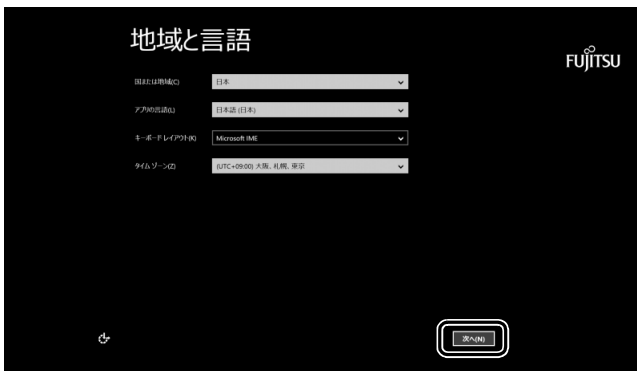 地域と言語
FUJITSU
国または地域(C)
日本
アプリの言語(L)
日本語 (日本)
キーボード レイアウト(K)
Microsoft IME
タイム ゾーン(Z)
(UTC+09:00) 大阪、札幌、東京
次へ(N)